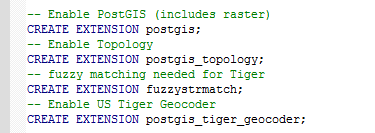 -- Enable PostGIS (includes raster)
CREATE EXTENSION postgis;
-- Enable Topology
CREATE EXTENSION postgis_topology;
-- fuzzy matching needed for Tiger
CREATE EXTENSION fuzzystrmatch;
-- Enable US Tiger Geocoder
CREATE EXTENSION postgis_tiger_geocoder;